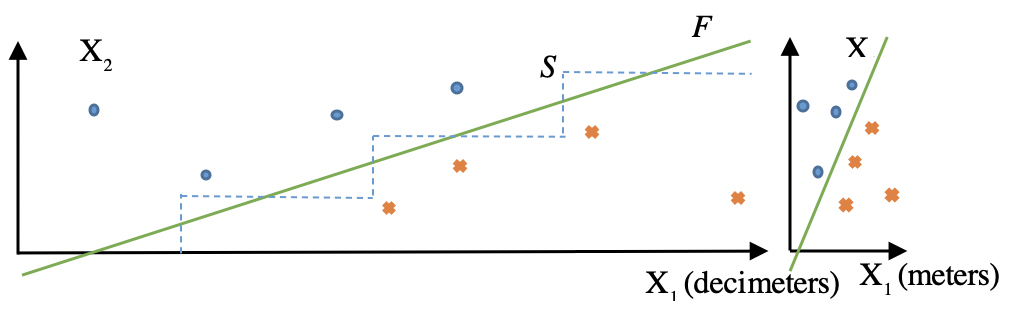 F
X₂
S
X
X₁ (decimeters)
X₁ (meters)